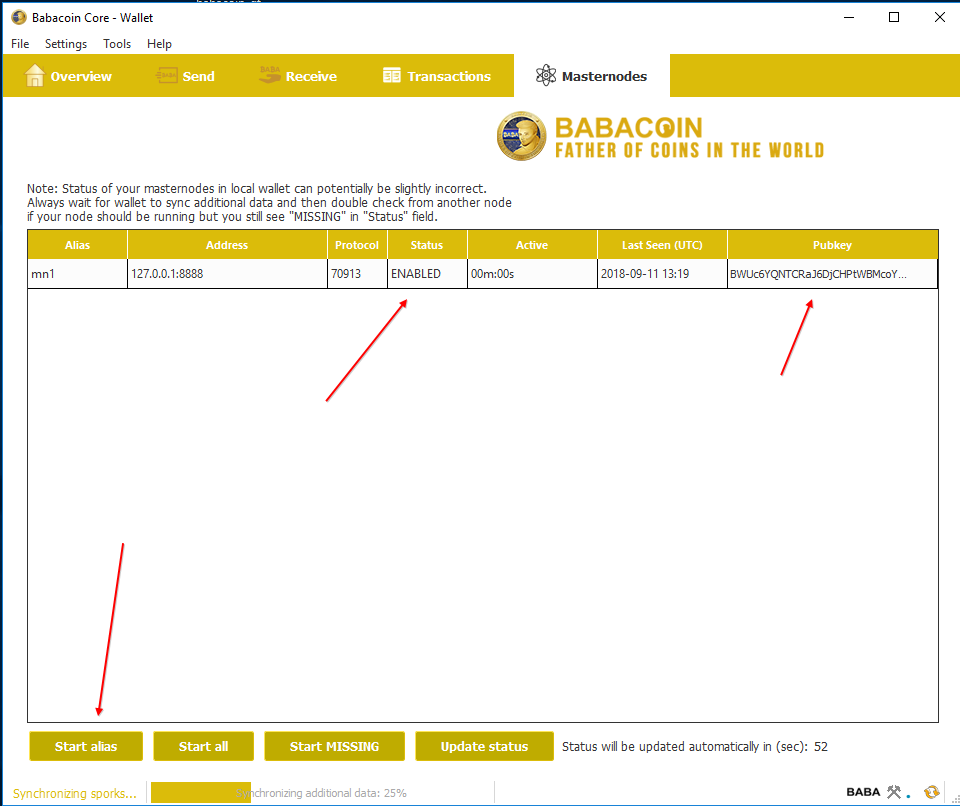 Babacoin Core - Wallet
File Settings Tools Help
Overview Send Receive Transactions Masternodes
BABACOIN
FATHER OF COINS IN THE WORLD
Note: Status of your masternodes in local wallet can potentially be slightly incorrect.
Always wait for wallet to sync additional data and then double check from another node
if your node should be running but you still see "MISSING" in "Status" field.
Alias Address Protocol Status Active Last Seen (UTC) Pubkey
mn1 127.0.0.1:8888 70913 ENABLED 00m:00s 2018-09-11 13:19 BWUc6YQNTCRaJ6DjCHPtWBMcoY...
Start alias Start all Start MISSING Update status Status will be updated automatically in (sec): 52
Synchronizing sporks... Synchronizing additional data: 25% BABA